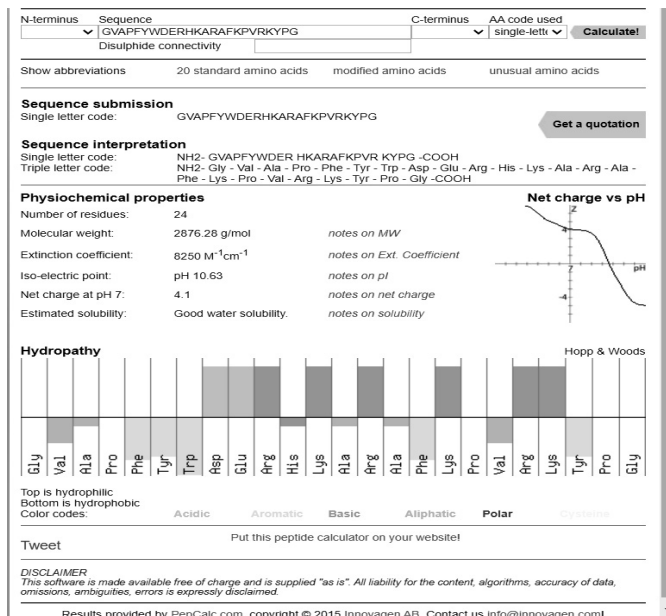 N-terminus Sequence C-terminus AA code used
GVAPFYWDERHKARAFKPVRKYPG single-lette Calculate!
Disulphide connectivity
Show abbreviations 20 standard amino acids modified amino acids unusual amino acids
Sequence submission
Single letter code: GVAPFYWDERHKARAFKPVRKYPG
Get a quotation
Sequence interpretation
Single letter code: NH2- GVAPFYWDER HKARAFKPVR KYPG -COOH
Triple letter code: NH2- Gly - Val - Ala - Pro - Phe - Tyr - Trp - Asp - Glu - Arg - His - Lys - Ala - Arg - Ala -
Phe - Lys - Pro - Val - Arg - Lys - Tyr - Pro - Gly -COOH
Physiochemical properties Net charge vs pH
Number of residues: 24
Molecular weight: 2876.28 g/mol notes on MW
Extinction coefficient: 8250 M-1cm-1 notes on Ext. Coefficient
Iso-electric point: pH 10.63 notes on pI
Net charge at pH 7: 4.1 notes on net charge
Estimated solubility: Good water solubility. notes on solubility
Z
4
7
pH
-4
Hydropathy Hopp & Woods
Gly Val Ala Pro Phe Tyr Trp Asp Glu Arg His Lys Ala Arg Ala Phe Lys Pro Val Arg Lys Tyr Pro Gly
Top is hydrophilic
Bottom is hydrophobic
Color codes: Acidic Aromatic Basic Aliphatic Polar Cysteine
Tweet Put this peptide calculator on your website!
DISCLAIMER
This software is made available free of charge and is supplied "as is". All liability for the content, algorithms, accuracy of data,
omissions, ambiguities, errors is expressly disclaimed.
Results provided by PepCalc.com, copyright © 2015 Innovagen AB. Contact us info@innovagen.com!